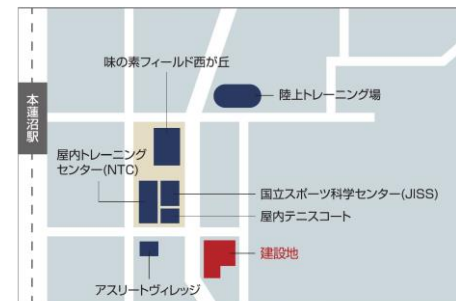 味の素フィールド西が丘
陸上トレーニング場
本蓮沼駅
屋内トレーニング
センター(NTC)
国立スポーツ科学センター(JISS)
屋内テニスコート
建設地
アスリートヴィレッジ